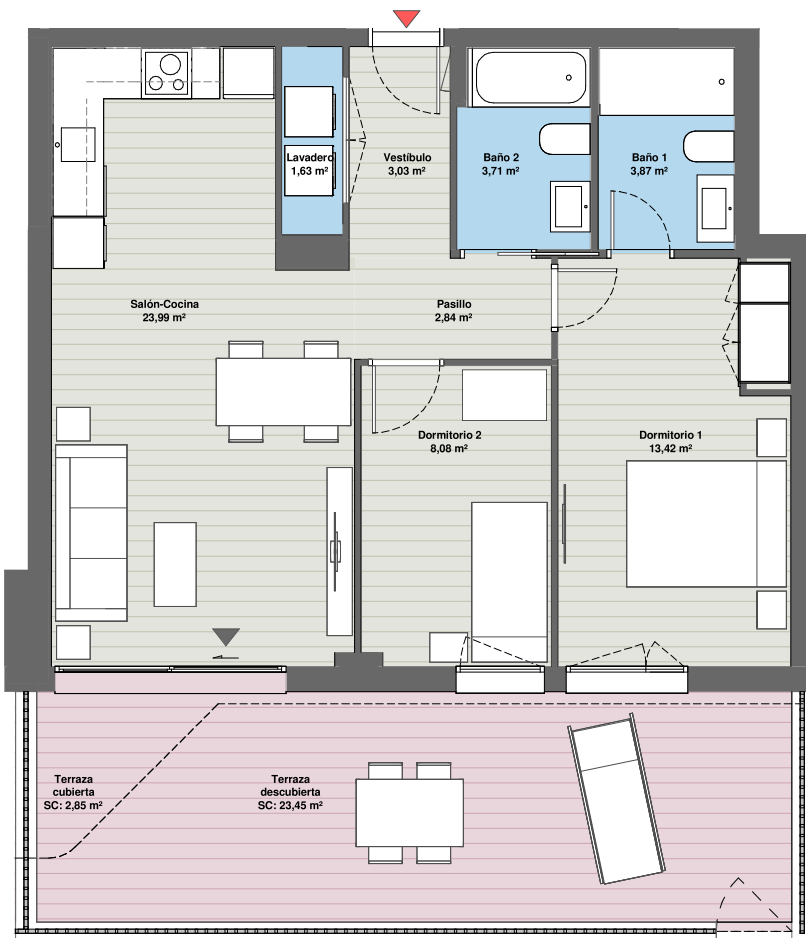 Lavadero
1,63 m²
Vestíbulo
3,03 m²
Baño 2
3,71 m²
Baño 1
3,87 m²
Salón-Cocina
23,99 m²
Pasillo
2,84 m²
Dormitorio 2
8,08 m²
Dormitorio 1
13,42 m²
Terraza
cubierta
SC: 2,85 m²
Terraza
descubierta
SC: 23,45 m²